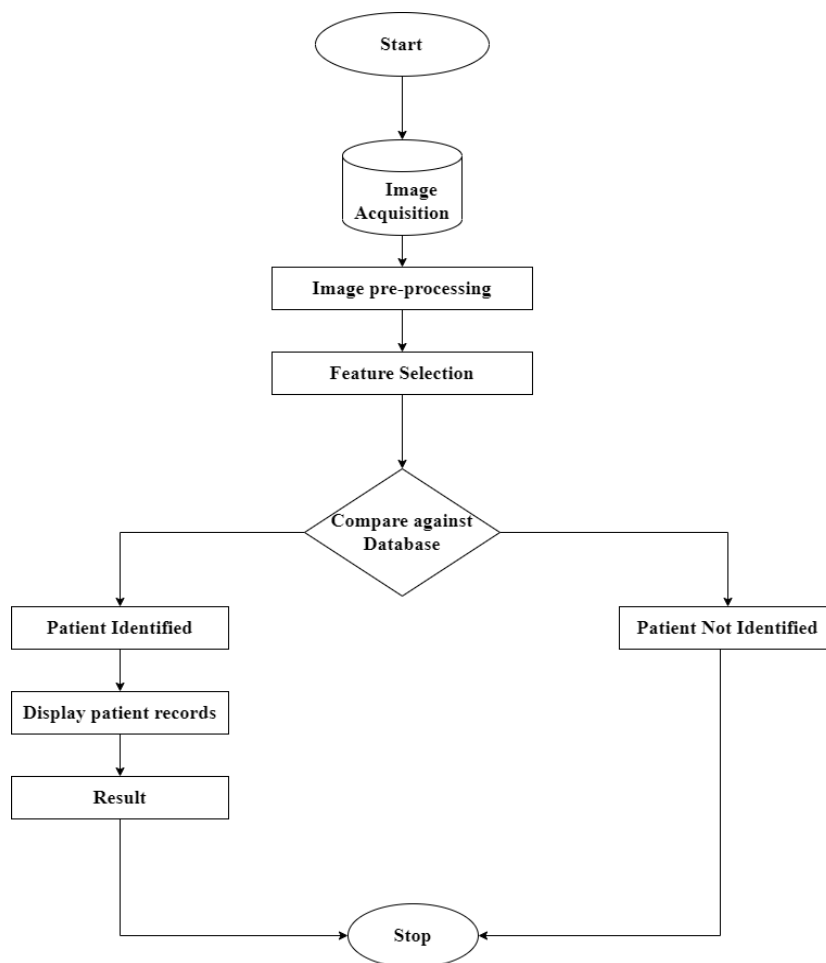 Start
Image
Acquisition
Image pre-processing
Feature Selection
Compare against
Database
Patient Identified
Patient Not Identified
Display patient records
Result
Stop